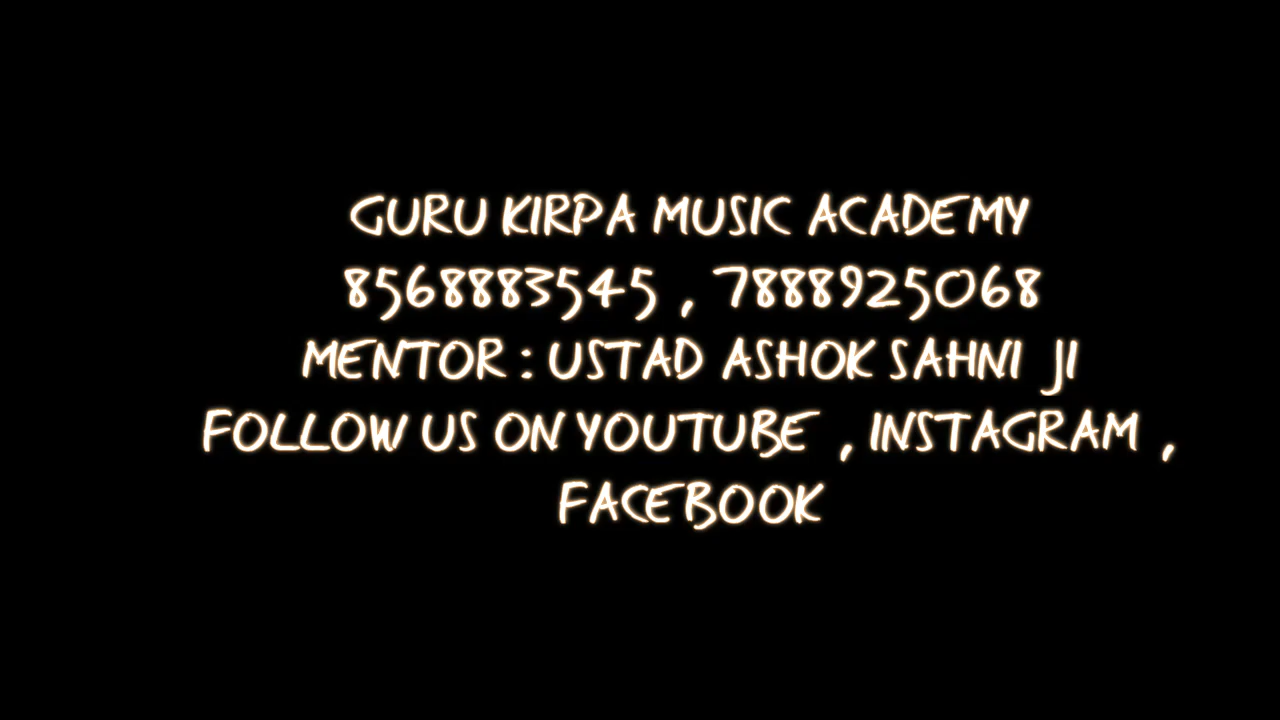 GURU KIRPA MUSIC ACADEMY
8568883545 , 7888925068
MENTOR : USTAD ASHOK SAHNI JI
FOLLOW US ON YOUTUBE , INSTAGRAM ,
FACEBOOK